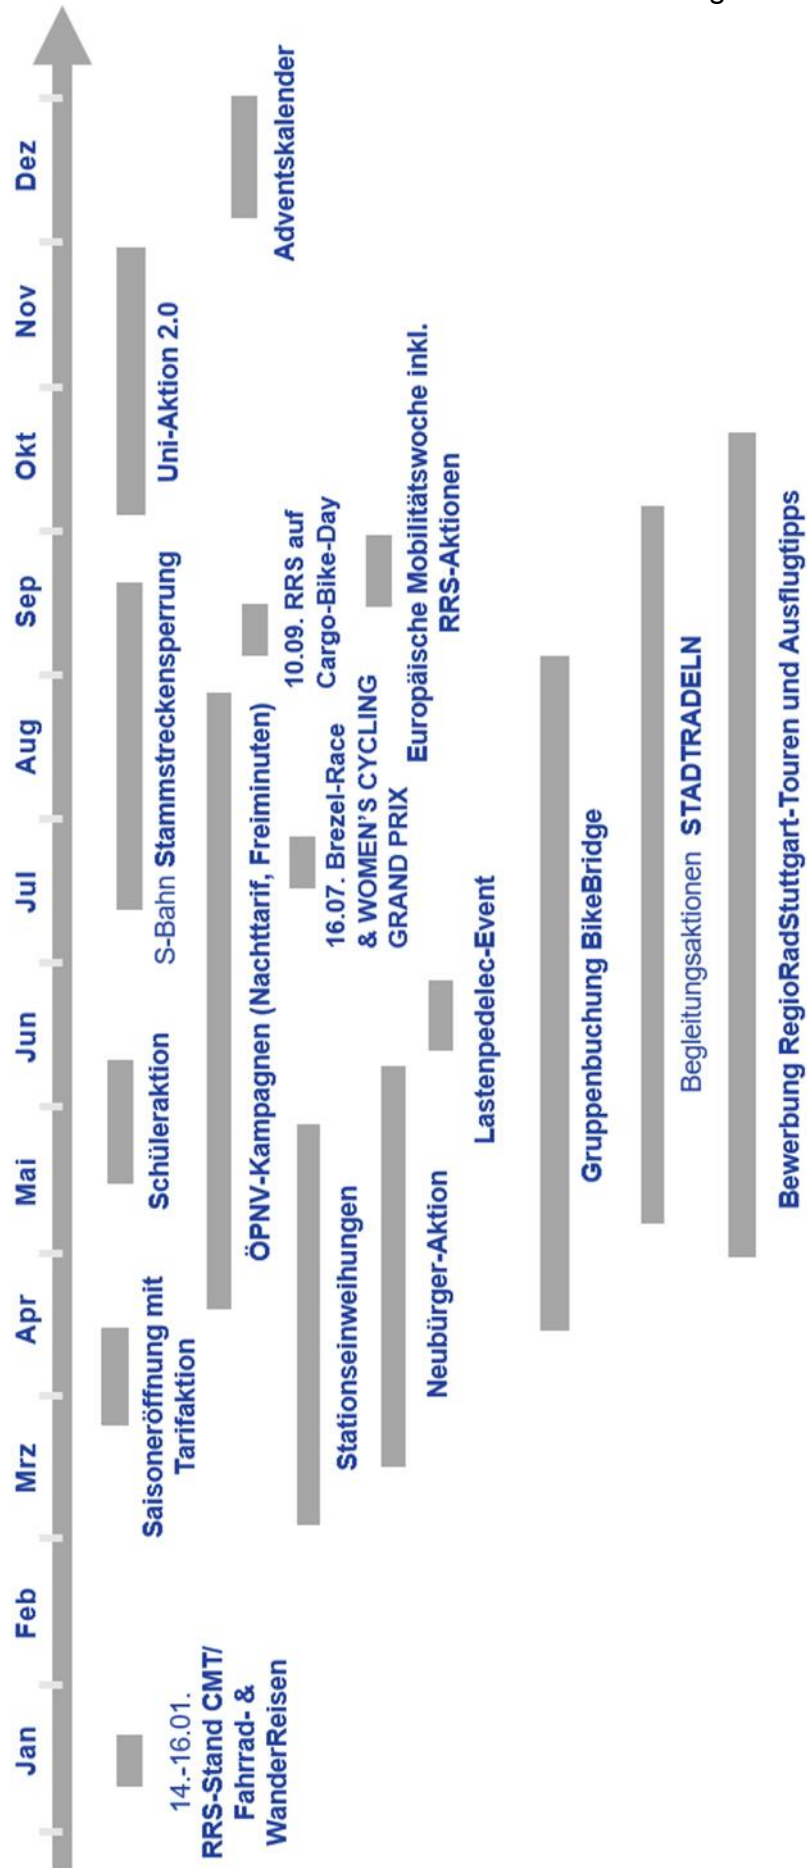 Jan
Feb
Mrz
Apr
Mai
Jun
Jul
Aug
Sep
Okt
Nov
Dez
14.-16.01.
RRS-Stand CMT/
Fahrrad- &
WanderReisen
Saisoneröffnung mit
Tarifaktion
Schüleraktion
S-Bahn Stammstreckensperrung
Uni-Aktion 2.0
ÖPNV-Kampagnen (Nachttarif, Freiminuten)
10.09. RRS auf
Cargo-Bike-Day
Adventskalender
Stationseinweihungen
16.07. Brezel-Race
& WOMEN'S CYCLING
GRAND PRIX
Neubürger-Aktion
Europäische Mobilitätswoche inkl.
RRS-Aktionen
Lastenpedelec-Event
Gruppenbuchung BikeBridge
Begleitungsaktionen STADTRADELN
Bewerbung RegioRadStuttgart-Touren und Ausflugtipps